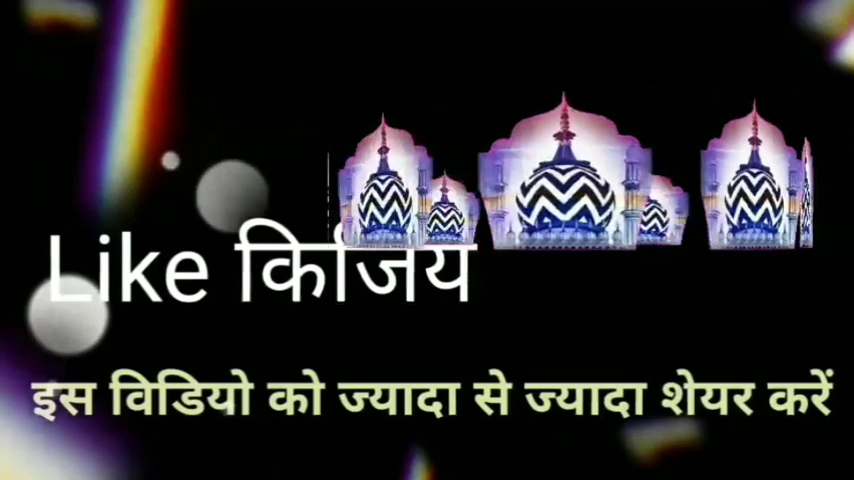 Like किजिय
इस विडियो को ज्यादा से ज्यादा शेयर करें